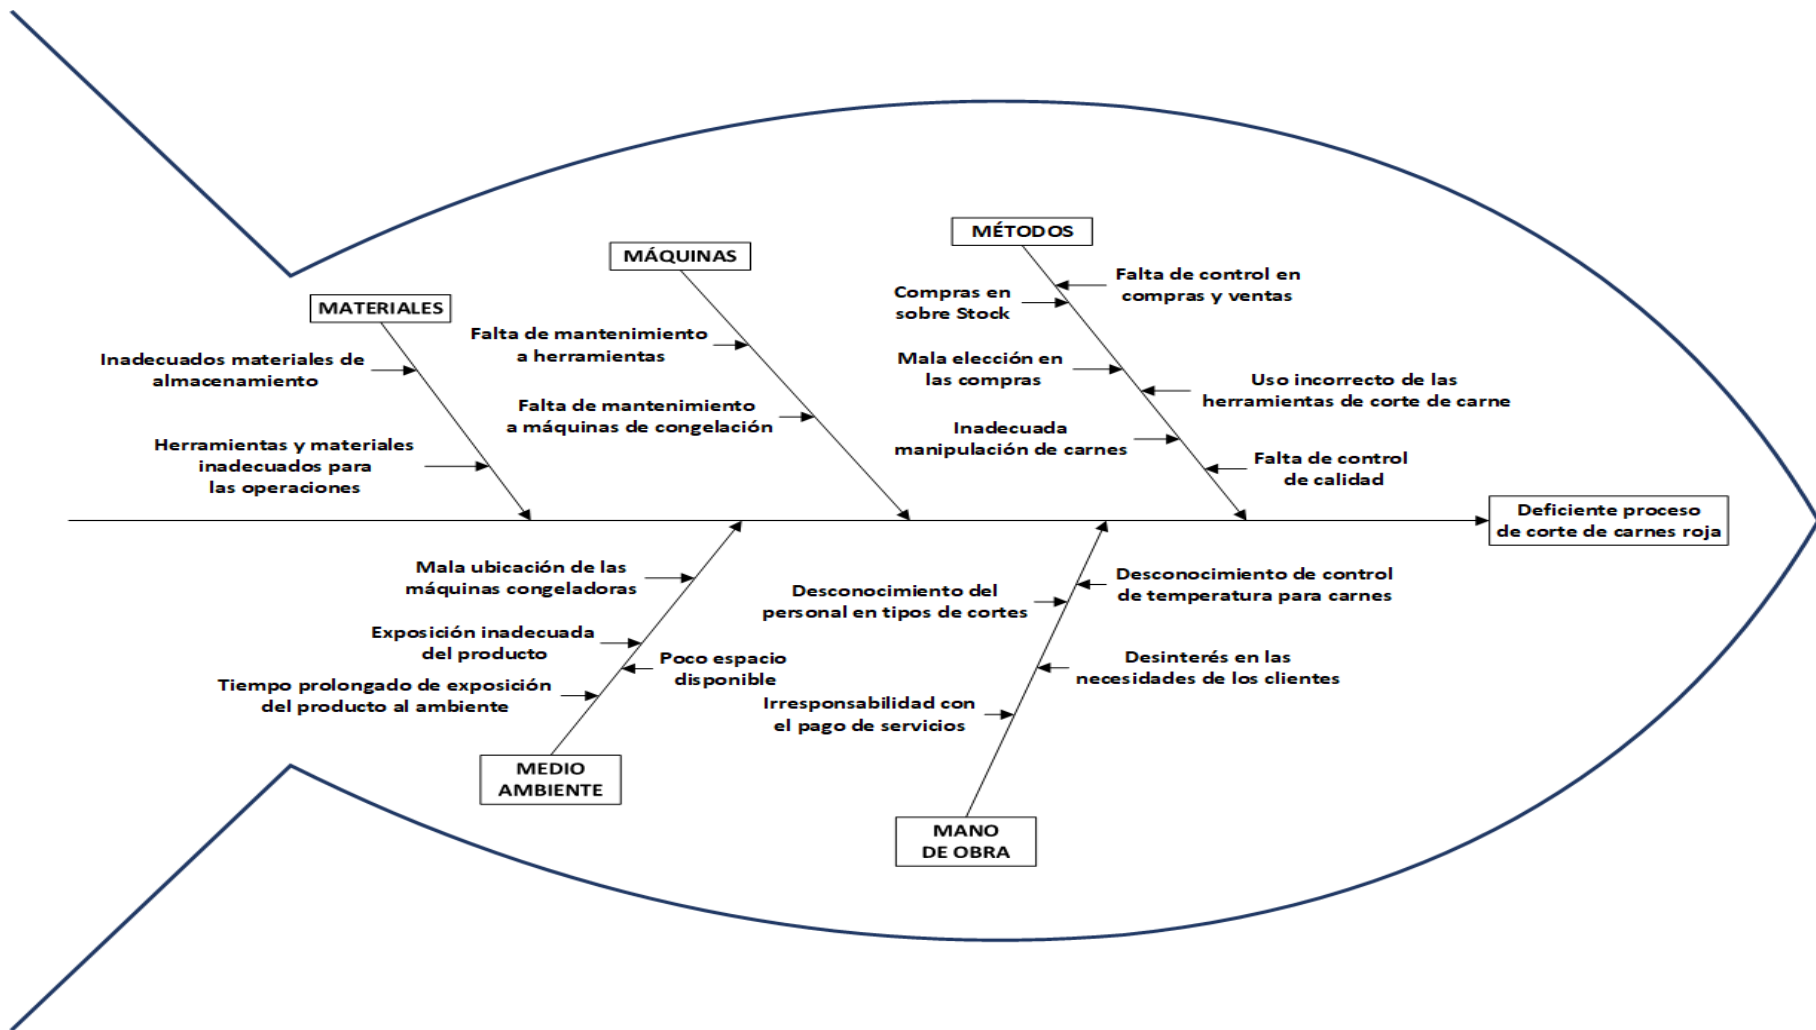 MÉTODOS
MÁQUINAS
MATERIALES
Falta de control en
compras y ventas
Compras en
sobre Stock
Falta de mantenimiento
a herramientas
Inadecuados materiales de
almacenamiento
Mala elección en
las compras
Uso incorrecto de las
herramientas de corte de carne
Falta de mantenimiento
a máquinas de congelación
Inadecuada
manipulación de carnes
Herramientas y materiales
inadecuados para
las operaciones
Falta de control
de calidad
Deficiente proceso
de corte de carnes roja
Mala ubicación de las
máquinas congeladoras
Desconocimiento del
personal en tipos de cortes
Desconocimiento de control
de temperatura para carnes
Exposición inadecuada
del producto
Poco espacio
disponible
Desinterés en las
necesidades de los clientes
Tiempo prolongado de exposición
del producto al ambiente
Irresponsabilidad con
el pago de servicios
MEDIO
AMBIENTE
MANO
DE OBRA